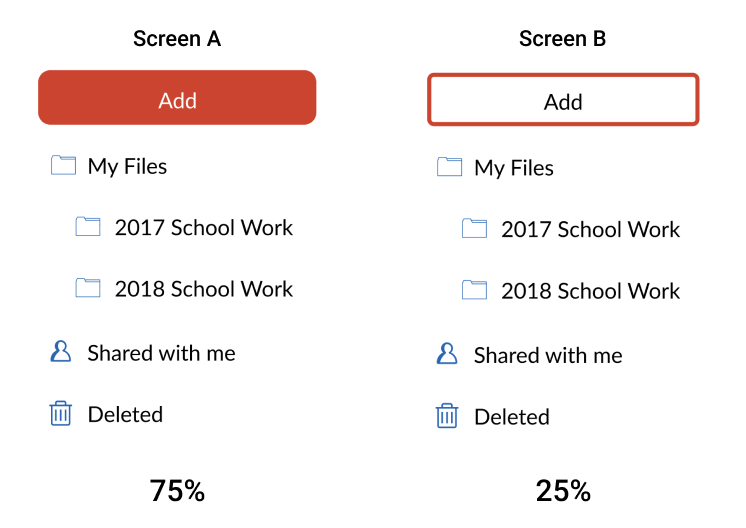 Screen A
Add
My Files
2017 School Work
2018 School Work
Shared with me
Deleted
75%
Screen B
Add
My Files
2017 School Work
2018 School Work
Shared with me
Deleted
25%